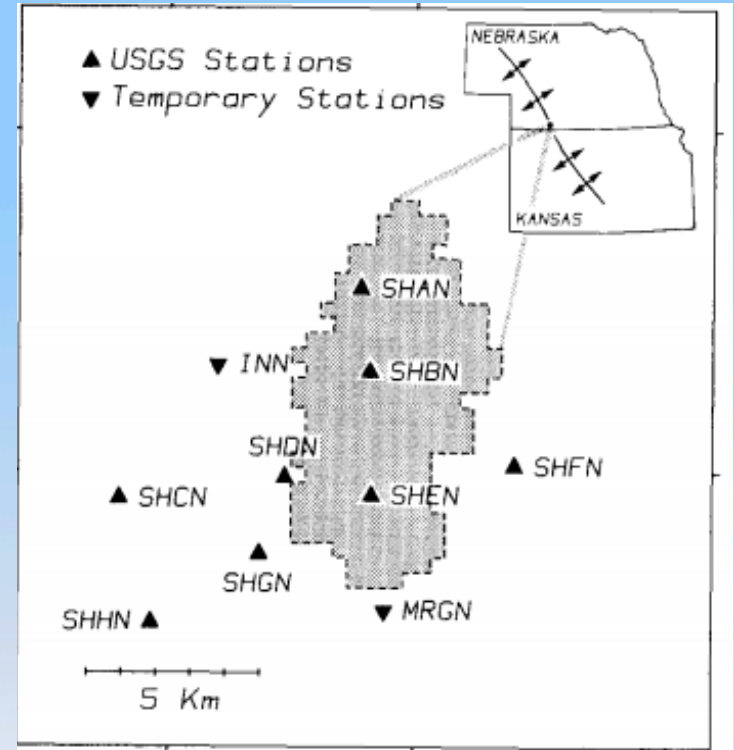 NEBRASKA
▲ USGS Stations
▼ Temporary Stations
KANSAS
SHAN
INN
SHBN
SHDN
SHFN
SHCN
SHEN
SHGN
SHHN
MRGN
5 Km